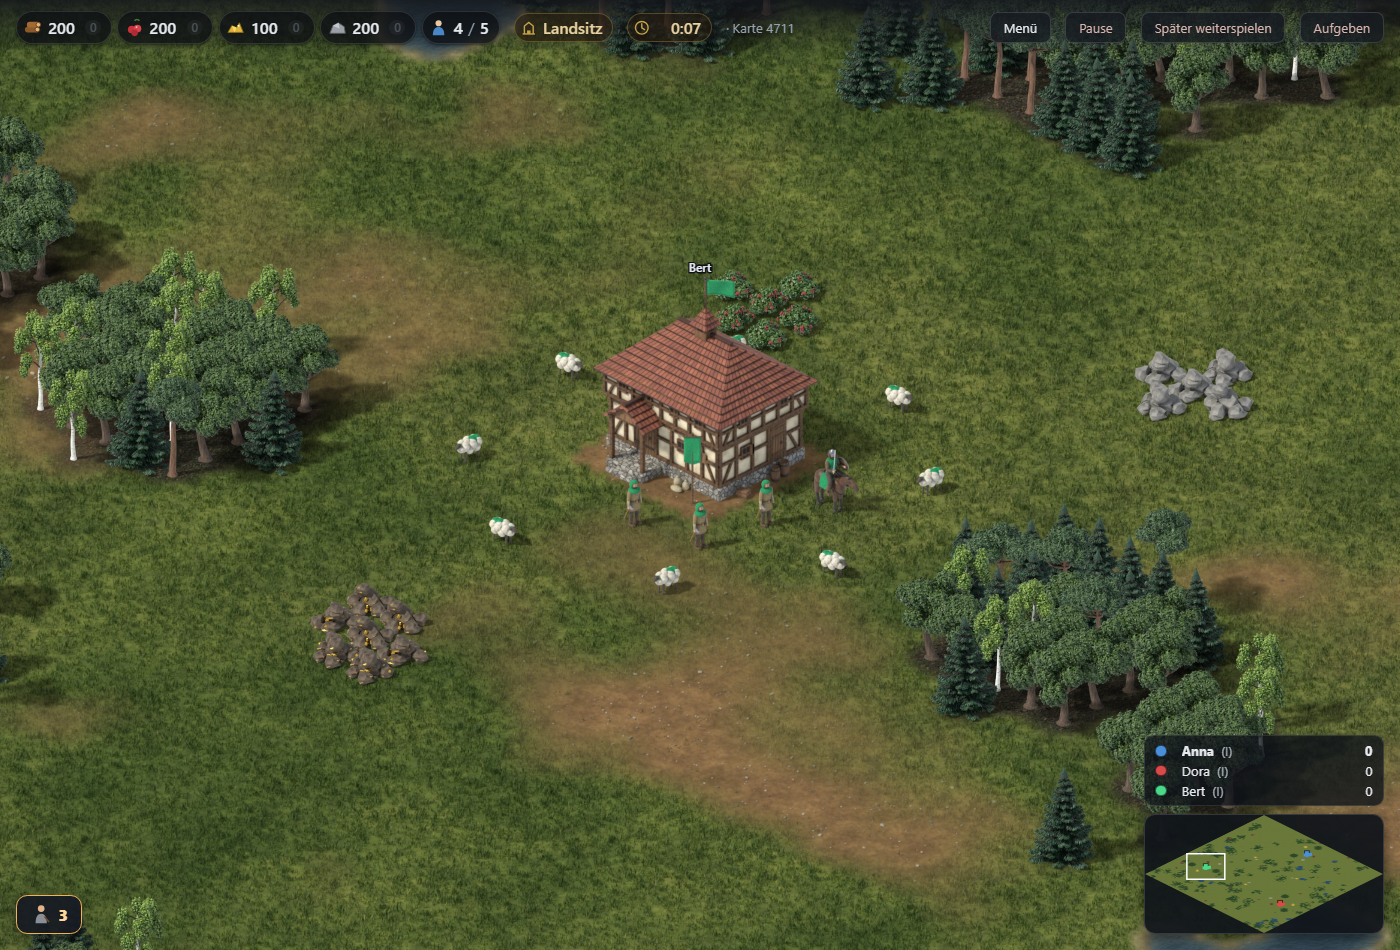 200 0 200 0 100 0 200 0 4 / 5 Landsitz 0:07 · Karte 4711 Menü Pause Später weiterspielen Aufgeben
Bert
Anna (I) 0
Dora (I) 0
Bert (I) 0
3